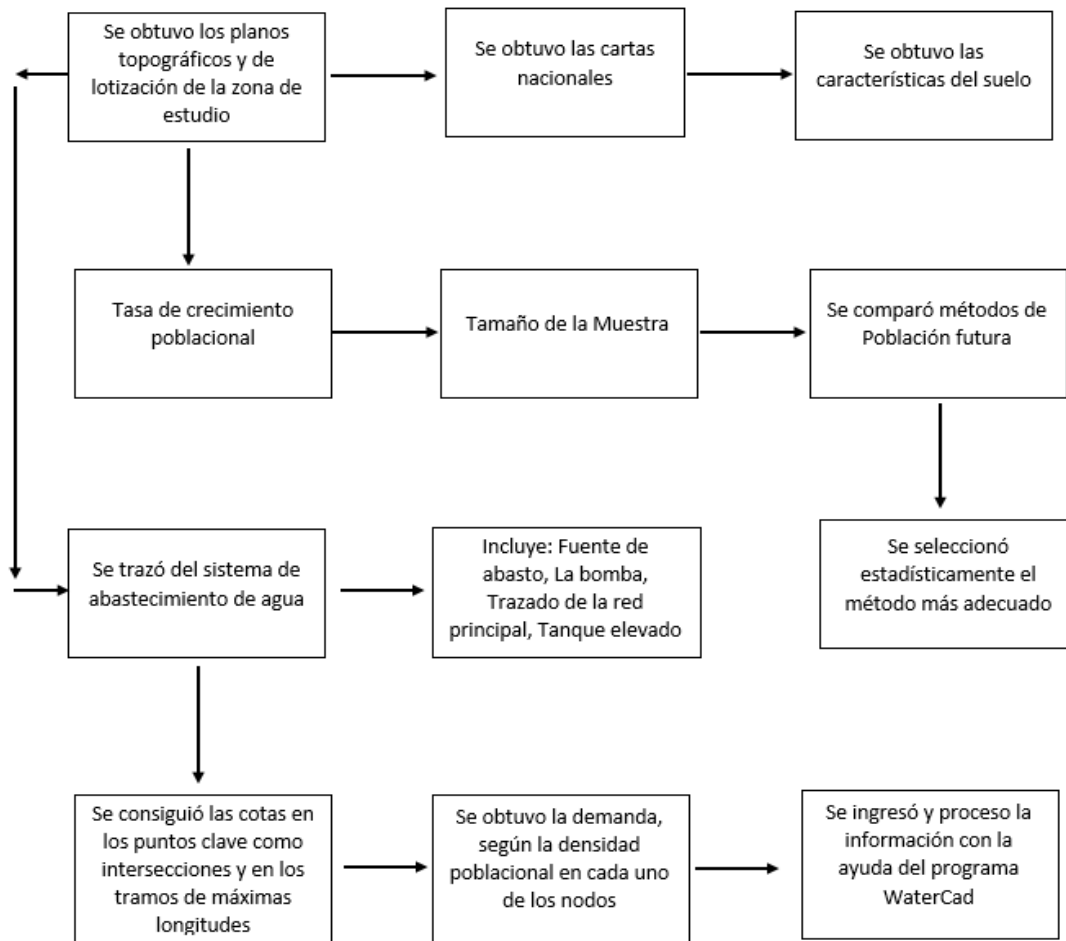 Se obtuvo los planos
topográficos y de
lotización de la zona de
estudio
Se obtuvo las cartas
nacionales
Se obtuvo las
características del suelo
Tasa de crecimiento
poblacional
Tamaño de la Muestra
Se comparó métodos de
Población futura
Se trazó del sistema de
abastecimiento de agua
Incluye: Fuente de
abasto, La bomba,
Trazado de la red
principal, Tanque elevado
Se seleccionó
estadísticamente el
método más adecuado
Se consiguió las cotas en
los puntos clave como
intersecciones y en los
tramos de máximas
longitudes
Se obtuvo la demanda,
según la densidad
poblacional en cada uno
de los nodos
Se ingresó y proceso la
información con la
ayuda del programa
WaterCad